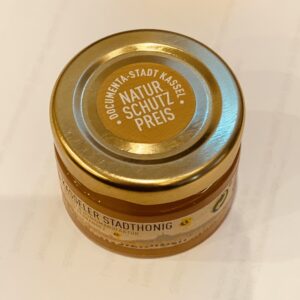 DOCUMENTA-STADT KASSEL
NATUR
SCHUTZ
PREIS
STADTHONIG